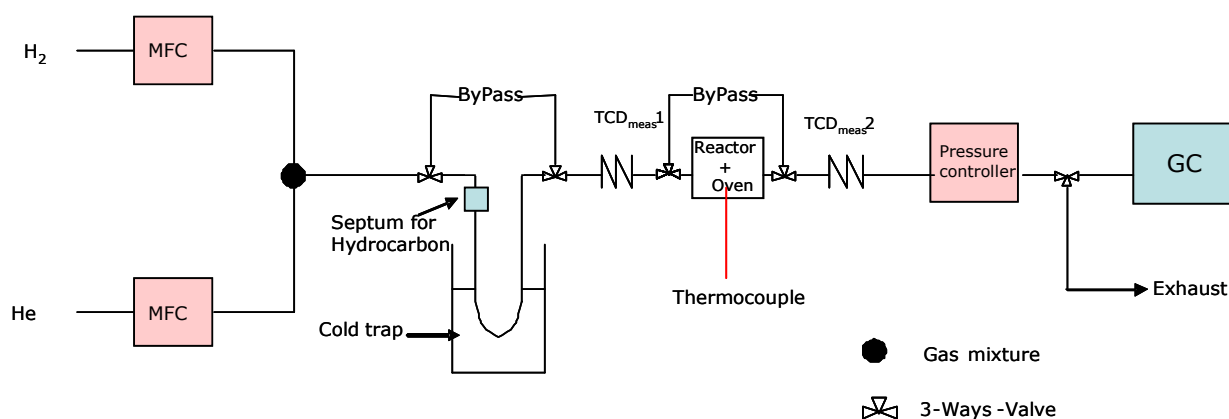 H2
MFC
He
MFC
ByPass
Septum for
Hydrocarbon
Cold trap
TCDmeas1
ByPass
Reactor
+
Oven
TCDmeas2
Thermocouple
Pressure
controller
GC
Exhaust
Gas mixture
3-Ways -Valve